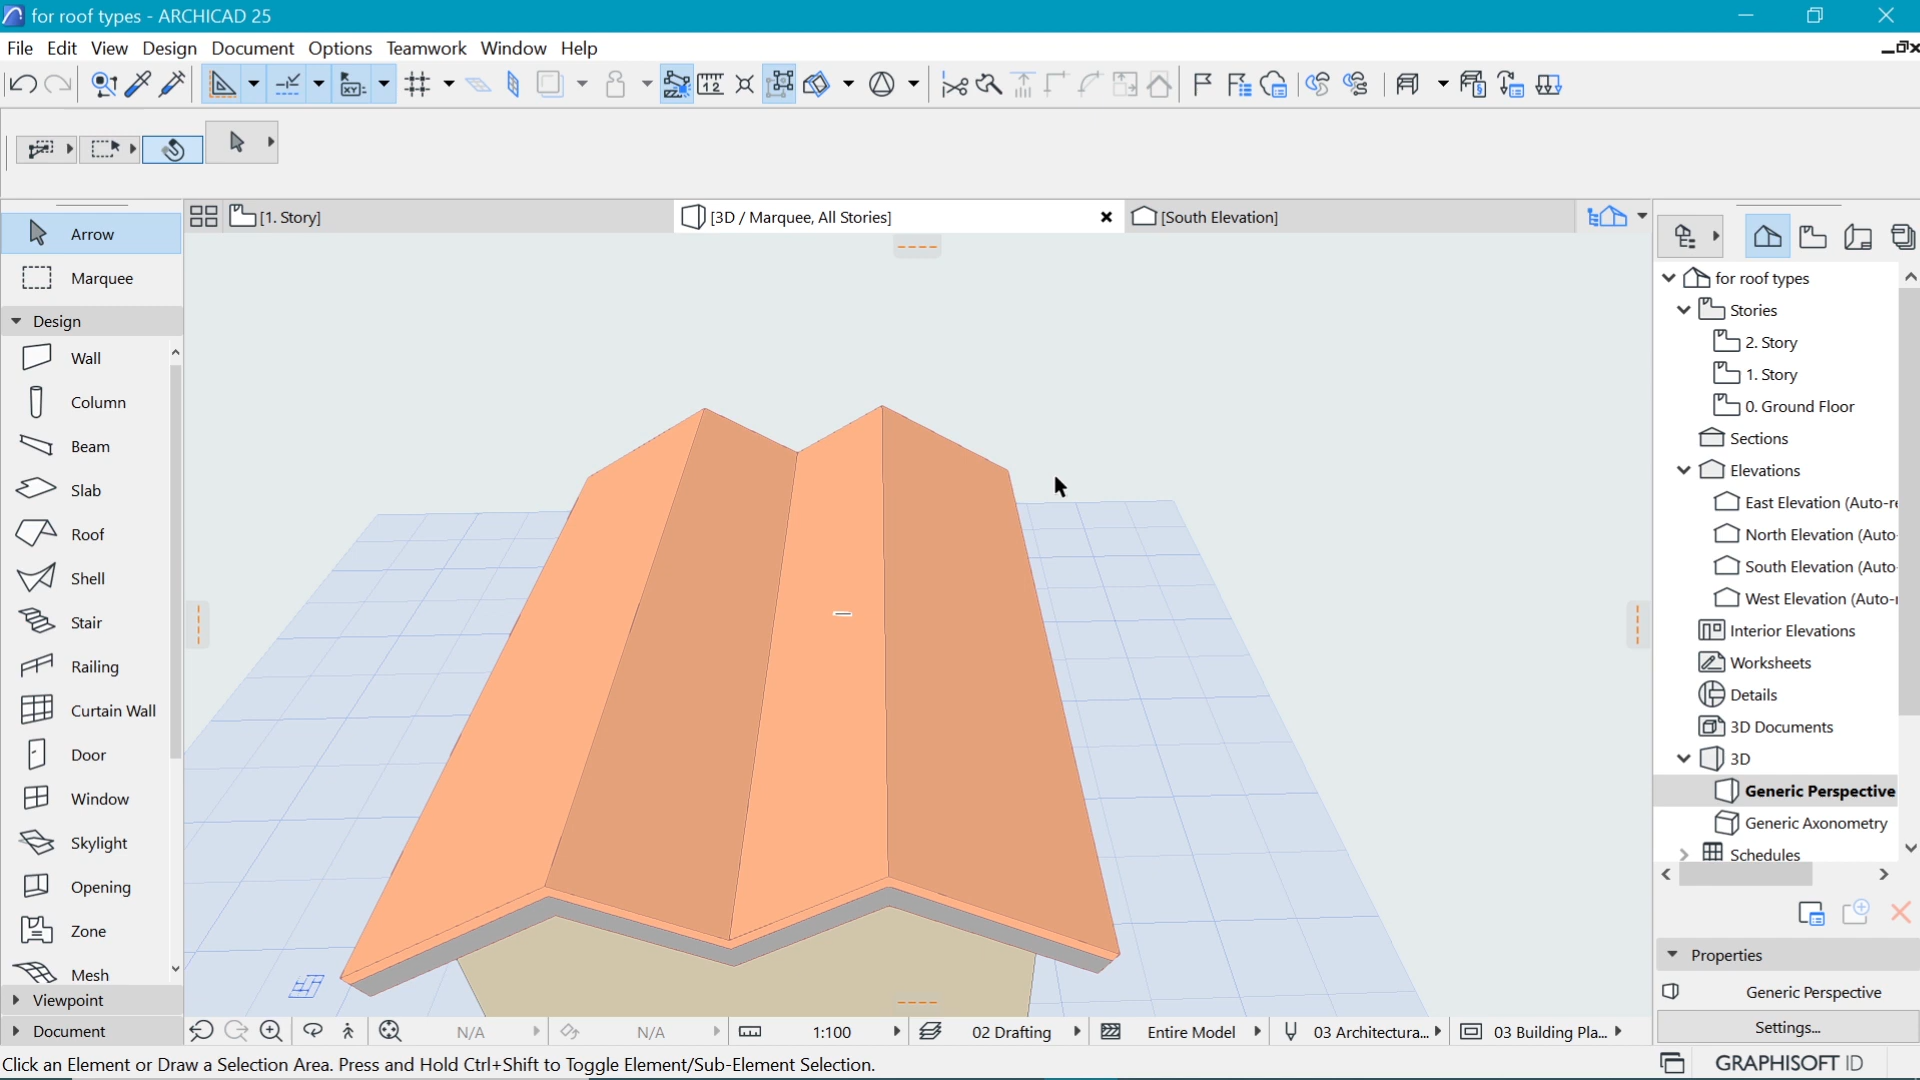 for roof types - ARCHICAD 25
File Edit View Design Document Options Teamwork Window Help
[1. Story]
[3D / Marquee, All Stories]
[South Elevation]
Arrow
Marquee
Design
Wall
Column
Beam
Slab
Roof
Shell
Stair
Railing
Curtain Wall
Door
Window
Skylight
Opening
Zone
Mesh
Viewpoint
Document
for roof types
Stories
2. Story
1. Story
0. Ground Floor
Sections
Elevations
East Elevation (Auto-re
North Elevation (Auto-
South Elevation (Auto-
West Elevation (Auto-r
Interior Elevations
Worksheets
Details
3D Documents
3D
Generic Perspective
Generic Axonometry
Schedules
Properties
Generic Perspective
Settings...
N/A
N/A
1:100
02 Drafting
Entire Model
03 Architectura...
03 Building Pla...
Click an Element or Draw a Selection Area. Press and Hold Ctrl+Shift to Toggle Element/Sub-Element Selection.
GRAPHISOFT ID